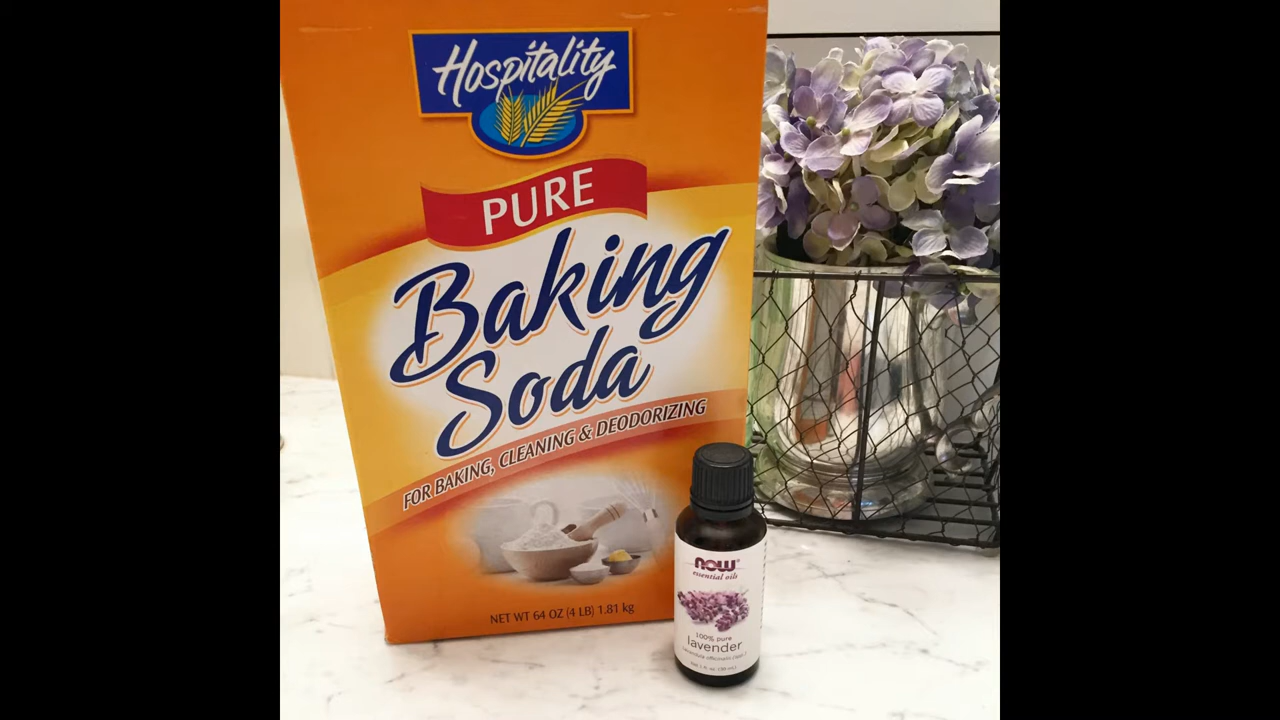 Hospitality
PURE
Baking
Soda
FOR BAKING, CLEANING & DEODORIZING
NET WT 64 OZ (4 LB) 1.81 kg
now
essential oils
100% pure
lavender